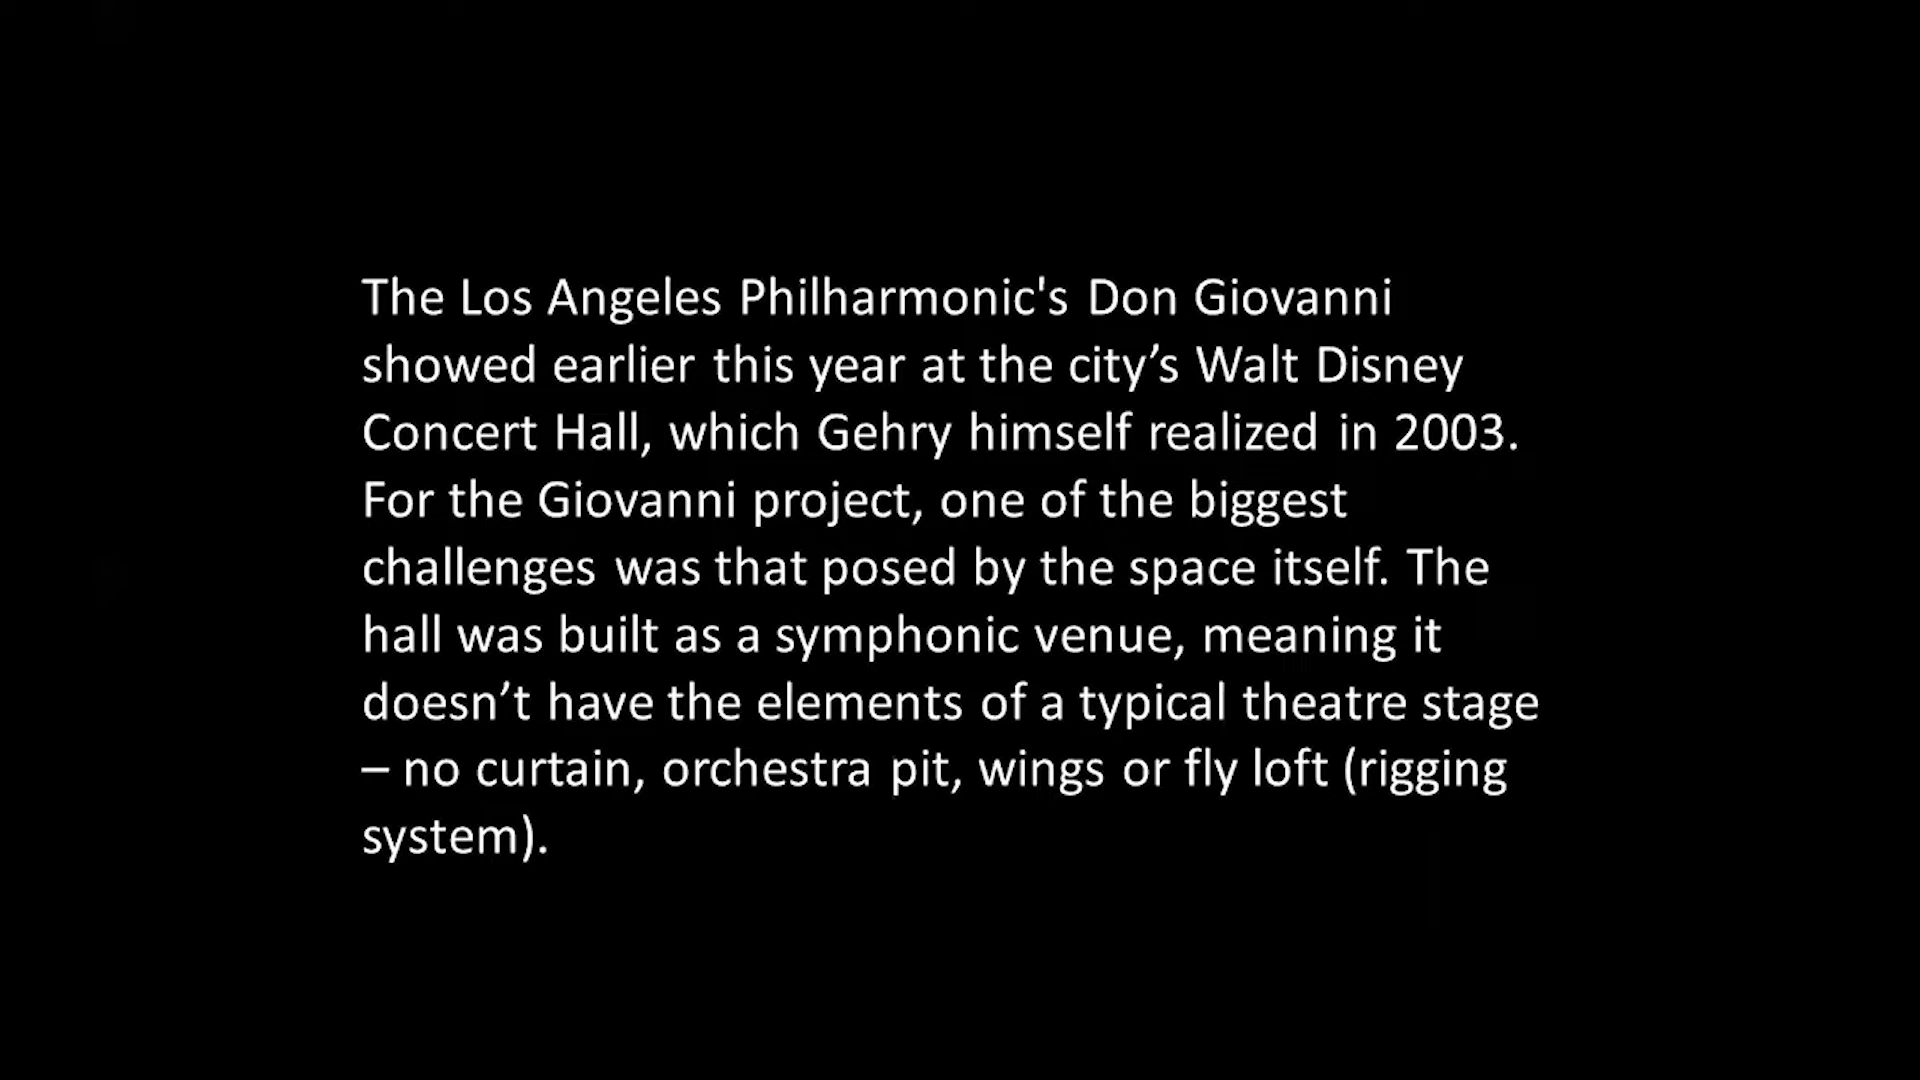 The Los Angeles Philharmonic's Don Giovanni
showed earlier this year at the city’s Walt Disney
Concert Hall, which Gehry himself realized in 2003.
For the Giovanni project, one of the biggest
challenges was that posed by the space itself. The
hall was built as a symphonic venue, meaning it
doesn’t have the elements of a typical theatre stage
– no curtain, orchestra pit, wings or fly loft (rigging
system).